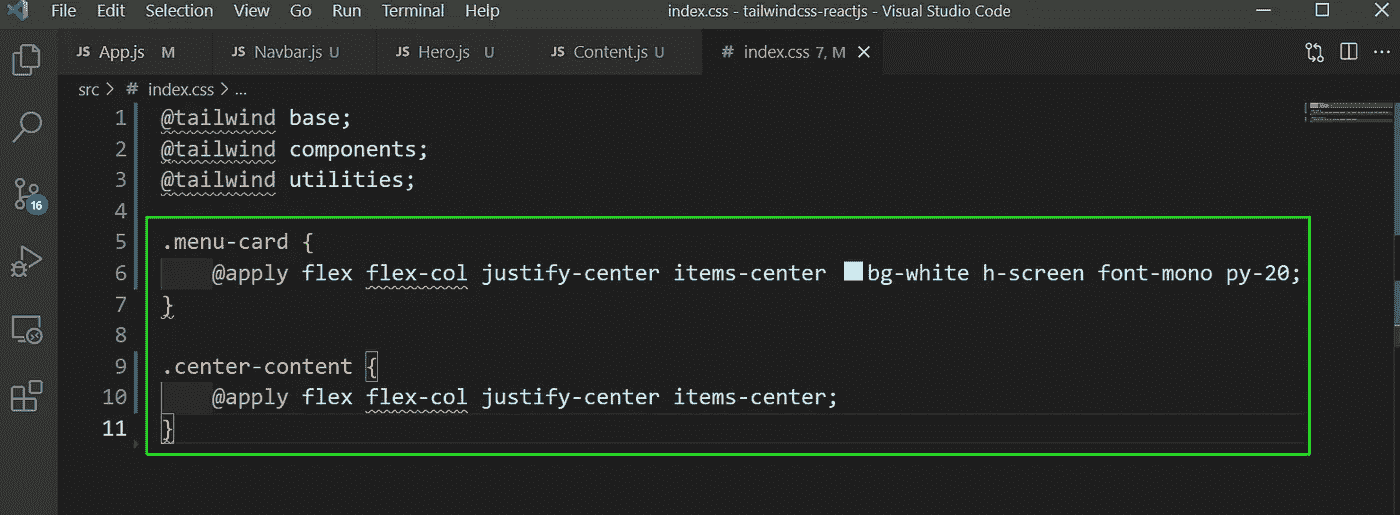 File Edit Selection View Go Run Terminal Help index.css - tailwindcss-reactjs - Visual Studio Code
JS App.js M JS Navbar.js U JS Hero.js U JS Content.js U # index.css 7, M
src > # index.css > ...
1 @tailwind base;
2 @tailwind components;
3 @tailwind utilities;
4
5 .menu-card {
6 @apply flex flex-col justify-center items-center bg-white h-screen font-mono py-20;
7 }
8
9 .center-content {
10 @apply flex flex-col justify-center items-center;
11 }
16